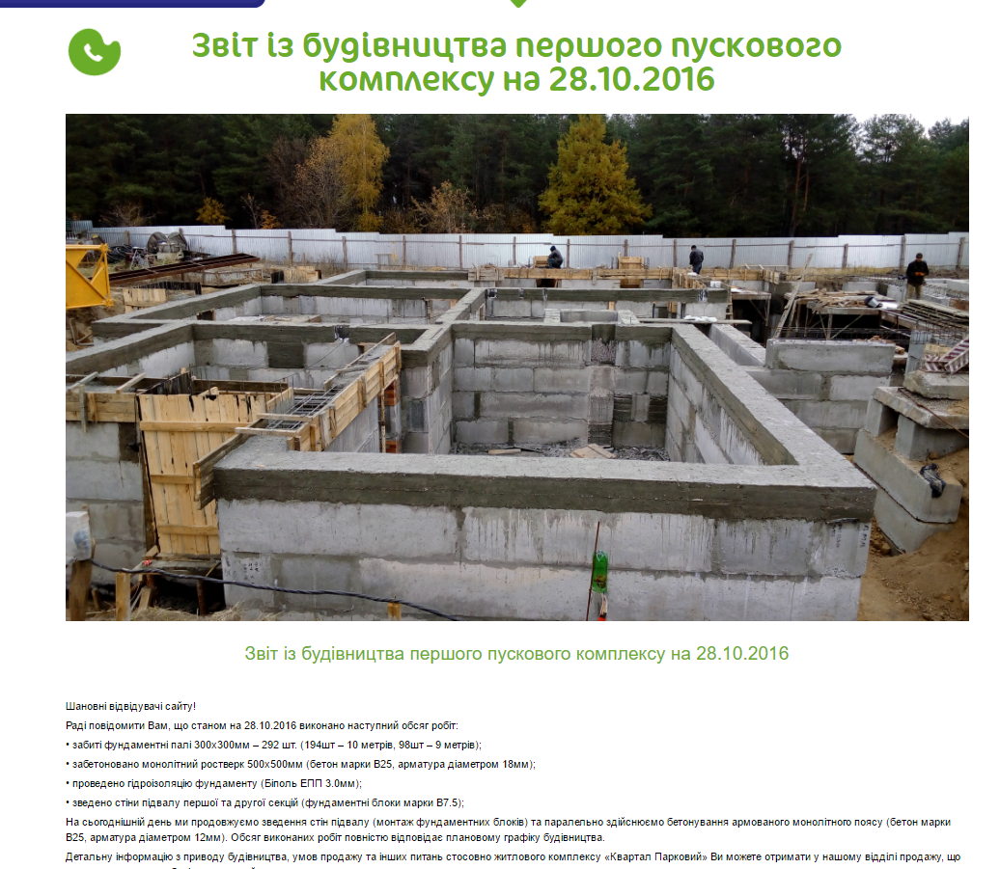 Звіт із будівництва першого пускового
комплексу на 28.10.2016
Звіт із будівництва першого пускового комплексу на 28.10.2016
Шановні відвідувачі сайту!
Раді повідомити Вам, що станом на 28.10.2016 виконано наступний обсяг робіт:
• забиті фундаментні палі 300х300мм – 292 шт. (194шт – 10 метрів, 98шт – 9 метрів);
• забетоновано монолітний ростверк 500х500мм (бетон марки В25, арматура діаметром 18мм);
• проведено гідроізоляцію фундаменту (Біполь ЕПП 3.0мм);
• зведено стіни підвалу першої та другої секцій (фундаментні блоки марки В7.5);
На сьогоднішній день ми продовжуємо зведення стін підвалу (монтаж фундаментних блоків) та паралельно здійснюємо бетонування армованого монолітного поясу (бетон марки
В25, арматура діаметром 12мм). Обсяг виконаних робіт повністю відповідає плановому графіку будівництва.
Детальну інформацію з приводу будівництва, умов продажу та інших питань стосовно житлового комплексу «Квартал Парковий» Ви можете отримати у нашому відділі продажу, що